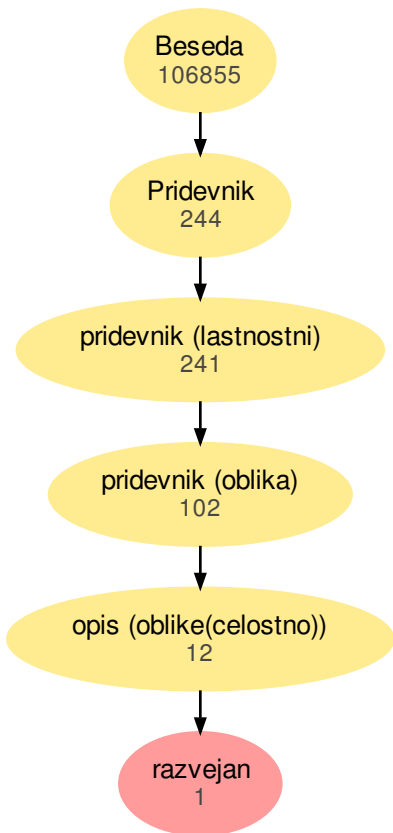 Beseda
106855
Pridevnik
244
pridevnik (lastnostni)
241
pridevnik (oblika)
102
opis (oblike(celostno))
12
razvejan
1